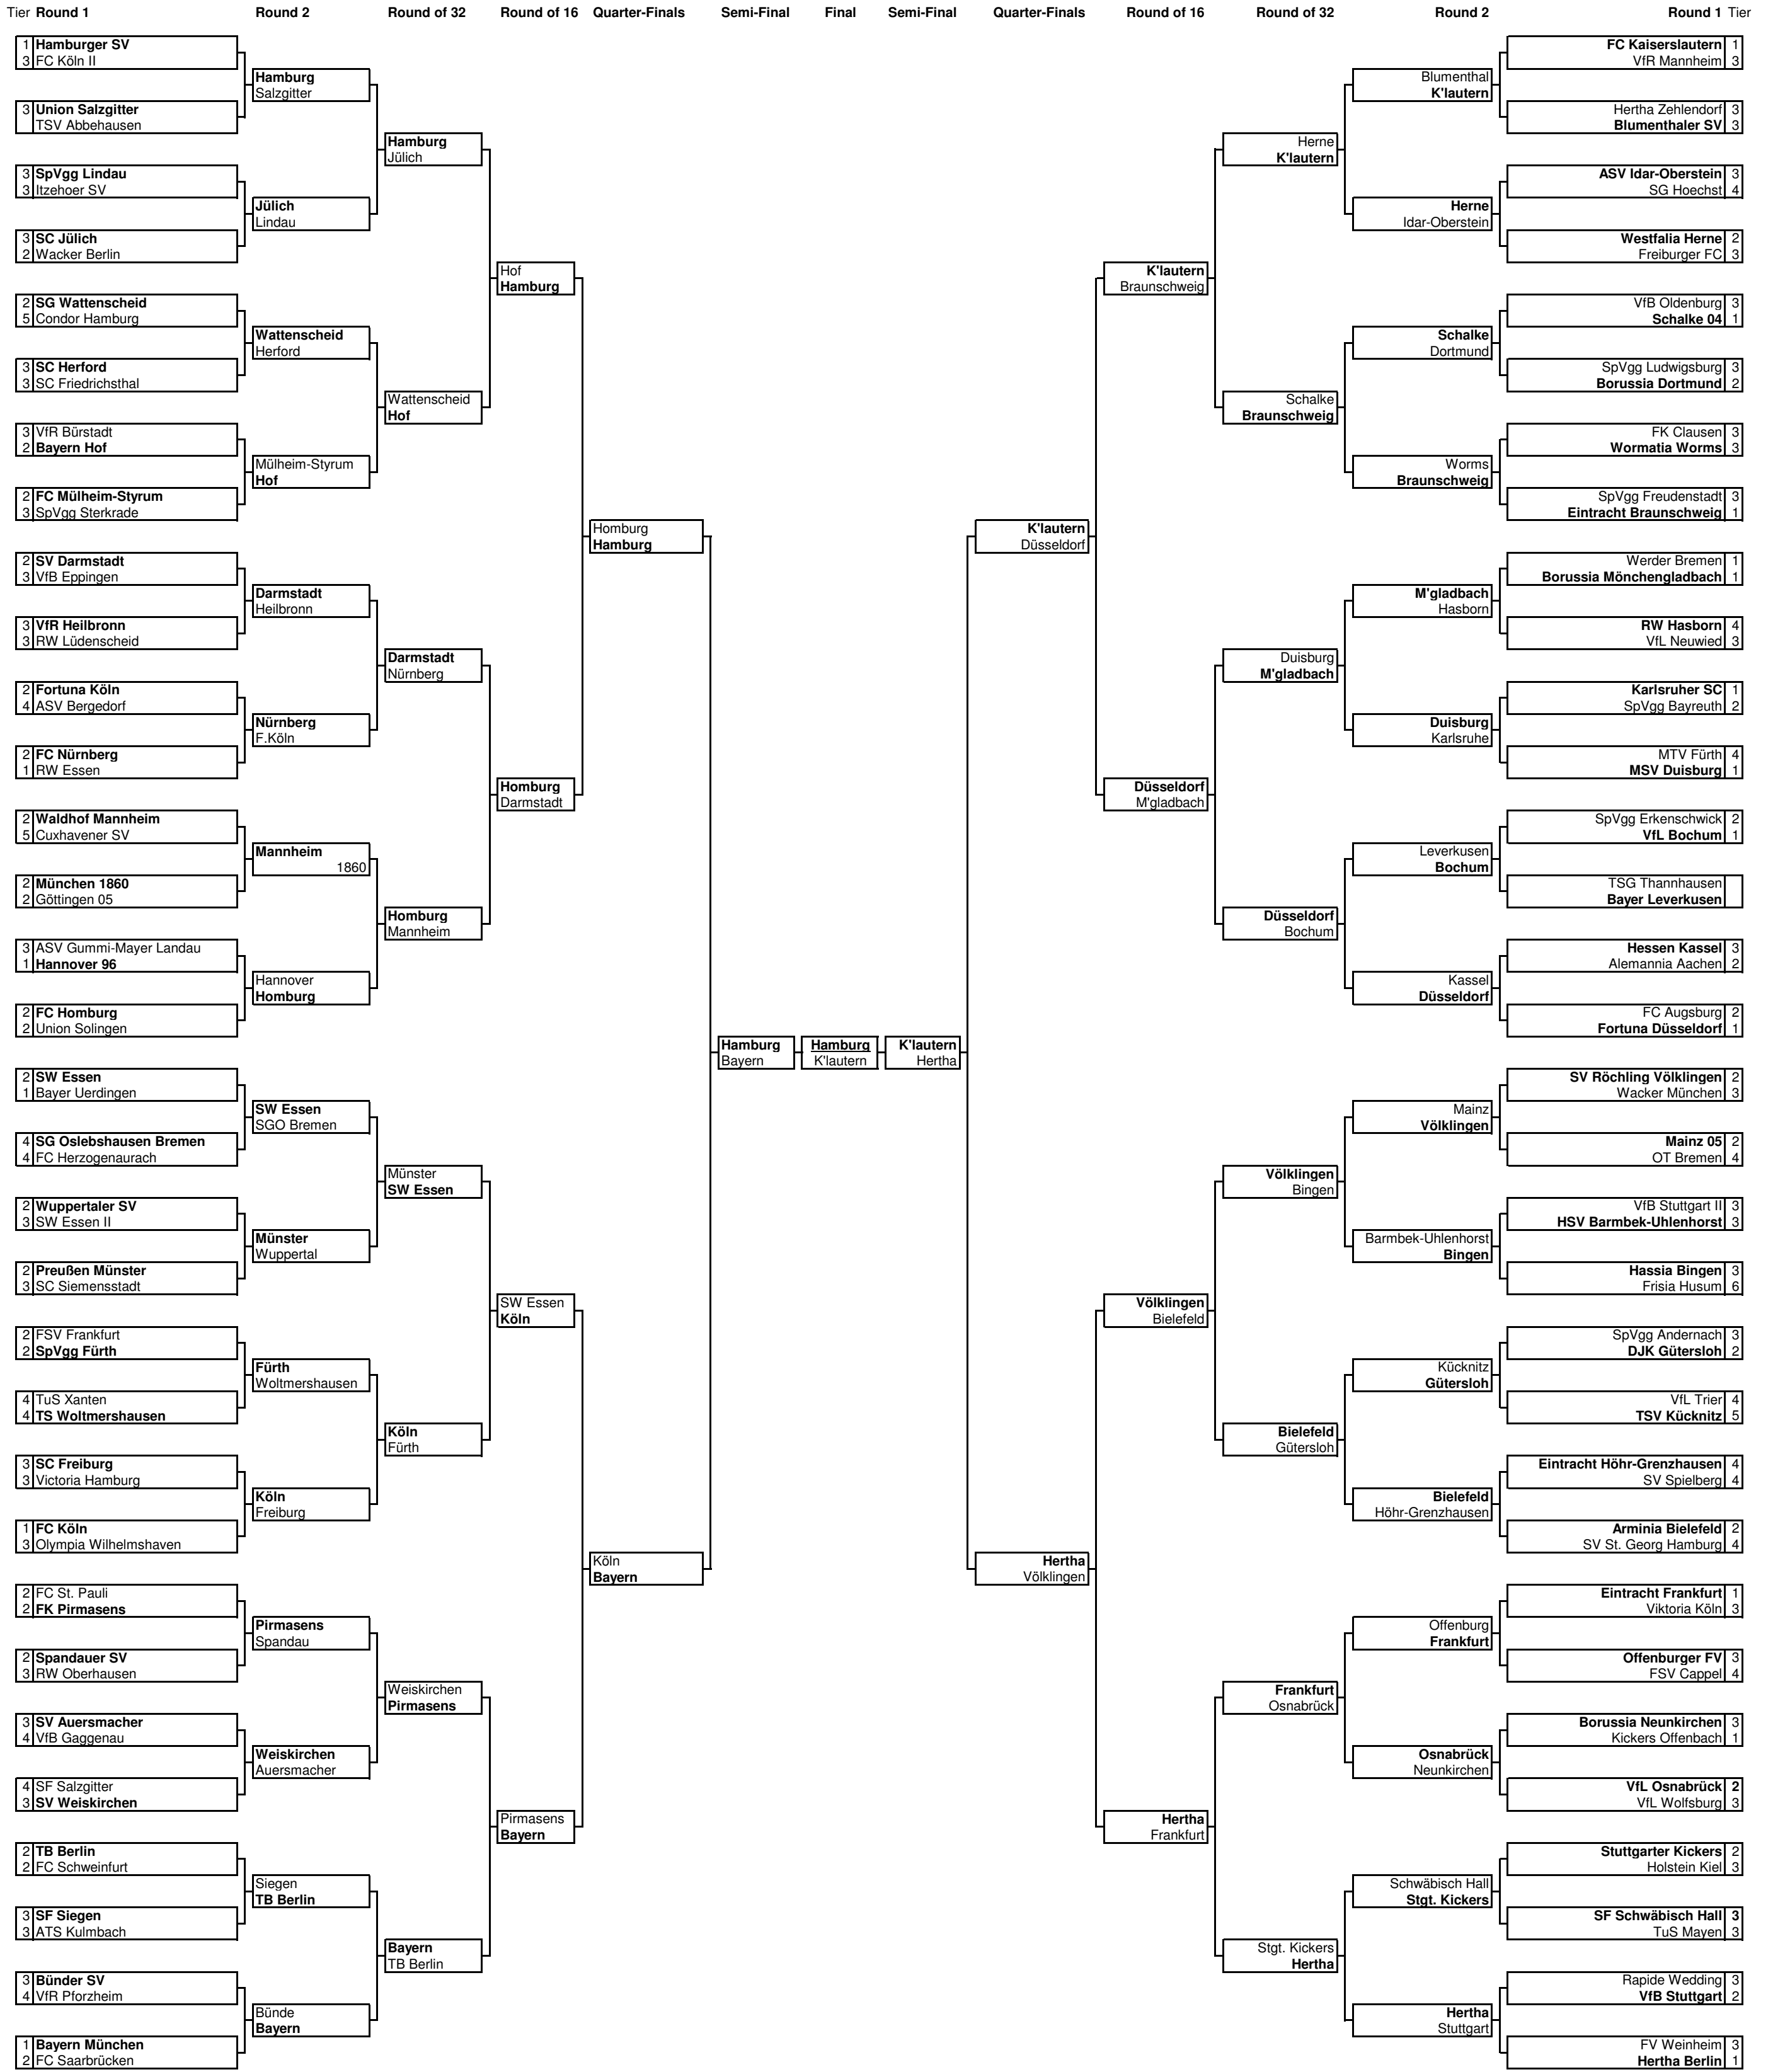 Tier Round 1 Round 2 Round of 32 Round of 16 Quarter-Finals Semi-Final Final Semi-Final Quarter-Finals Round of 16 Round of 32 Round 2 Round 1 Tier
1 Hamburger SV
3 FC Köln II
3 Union Salzgitter
TSV Abbehausen
3 SpVgg Lindau
3 Itzehoer SV
3 SC Jülich
2 Wacker Berlin
2 SG Wattenscheid
5 Condor Hamburg
3 SC Herford
3 SC Friedrichsthal
3 VfR Bürstadt
2 Bayern Hof
2 FC Mülheim-Styrum
3 SpVgg Sterkrade
2 SV Darmstadt
3 VfB Eppingen
3 VfR Heilbronn
3 RW Lüdenscheid
2 Fortuna Köln
4 ASV Bergedorf
2 FC Nürnberg
1 RW Essen
2 Waldhof Mannheim
5 Cuxhavener SV
2 München 1860
2 Göttingen 05
3 ASV Gummi-Mayer Landau
1 Hannover 96
2 FC Homburg
2 Union Solingen
2 SW Essen
1 Bayer Uerdingen
4 SG Oslebshausen Bremen
4 FC Herzogenaurach
2 Wuppertaler SV
3 SW Essen II
2 Preußen Münster
3 SC Siemensstadt
2 FSV Frankfurt
2 SpVgg Fürth
4 TuS Xanten
4 TS Woltmershausen
3 SC Freiburg
3 Victoria Hamburg
1 FC Köln
3 Olympia Wilhelmshaven
2 FC St. Pauli
2 FK Pirmasens
2 Spandauer SV
3 RW Oberhausen
3 SV Auersmacher
4 VfB Gaggenau
4 SF Salzgitter
3 SV Weiskirchen
2 TB Berlin
2 FC Schweinfurt
3 SF Siegen
3 ATS Kulmbach
3 Bünder SV
4 VfR Pforzheim
1 Bayern München
2 FC Saarbrücken
Hamburg
Salzgitter
Jülich
Lindau
Wattenscheid
Herford
Mülheim-Styrum
Hof
Darmstadt
Heilbronn
Nürnberg
F.Köln
Mannheim
1860
Hannover
Homburg
SW Essen
SGO Bremen
Münster
Wuppertal
Fürth
Woltmershausen
Köln
Freiburg
Pirmasens
Spandau
Weiskirchen
Auersmacher
Siegen
TB Berlin
Bünde
Bayern
Hamburg
Jülich
Wattenscheid
Hof
Darmstadt
Nürnberg
Homburg
Mannheim
Münster
SW Essen
Köln
Fürth
Weiskirchen
Pirmasens
Bayern
TB Berlin
Hof
Hamburg
Homburg
Darmstadt
SW Essen
Köln
Pirmasens
Bayern
Homburg
Hamburg
Köln
Bayern
Hamburg
Bayern
Hamburg
K'lautern
K'lautern
Hertha
K'lautern
Düsseldorf
Hertha
Völklingen
K'lautern
Braunschweig
Düsseldorf
M'gladbach
Völklingen
Bielefeld
Hertha
Frankfurt
Herne
K'lautern
Schalke
Braunschweig
Duisburg
M'gladbach
Düsseldorf
Bochum
Völklingen
Bingen
Bielefeld
Gütersloh
Frankfurt
Osnabrück
Stgt. Kickers
Hertha
Blumenthal
K'lautern
Herne
Idar-Oberstein
Schalke
Dortmund
Worms
Braunschweig
M'gladbach
Hasborn
Duisburg
Karlsruhe
Leverkusen
Bochum
Kassel
Düsseldorf
Mainz
Völklingen
Barmbek-Uhlenhorst
Bingen
Kücknitz
Gütersloh
Bielefeld
Höhr-Grenzhausen
Offenburg
Frankfurt
Osnabrück
Neunkirchen
Schwäbisch Hall
Stgt. Kickers
Hertha
Stuttgart
FC Kaiserslautern 1
VfR Mannheim 3
Hertha Zehlendorf 3
Blumenthaler SV 3
ASV Idar-Oberstein 3
SG Hoechst 4
Westfalia Herne 2
Freiburger FC 3
VfB Oldenburg 3
Schalke 04 1
SpVgg Ludwigsburg 3
Borussia Dortmund 2
FK Clausen 3
Wormatia Worms 3
SpVgg Freudenstadt 3
Eintracht Braunschweig 1
Werder Bremen 1
Borussia Mönchengladbach 1
RW Hasborn 4
VfL Neuwied 3
Karlsruher SC 1
SpVgg Bayreuth 2
MTV Fürth 4
MSV Duisburg 1
SpVgg Erkenschwick 2
VfL Bochum 1
TSG Thannhausen
Bayer Leverkusen
Hessen Kassel 3
Alemannia Aachen 2
FC Augsburg 2
Fortuna Düsseldorf 1
SV Röchling Völklingen 2
Wacker München 3
Mainz 05 2
OT Bremen 4
VfB Stuttgart II 3
HSV Barmbek-Uhlenhorst 3
Hassia Bingen 3
Frisia Husum 6
SpVgg Andernach 3
DJK Gütersloh 2
VfL Trier 4
TSV Kücknitz 5
Eintracht Höhr-Grenzhausen 4
SV Spielberg 4
Arminia Bielefeld 2
SV St. Georg Hamburg 4
Eintracht Frankfurt 1
Viktoria Köln 3
Offenburger FV 3
FSV Cappel 4
Borussia Neunkirchen 3
Kickers Offenbach 1
VfL Osnabrück 2
VfL Wolfsburg 3
Stuttgarter Kickers 2
Holstein Kiel 3
SF Schwäbisch Hall 3
TuS Mayen 3
Rapide Wedding 3
VfB Stuttgart 2
FV Weinheim 3
Hertha Berlin 1